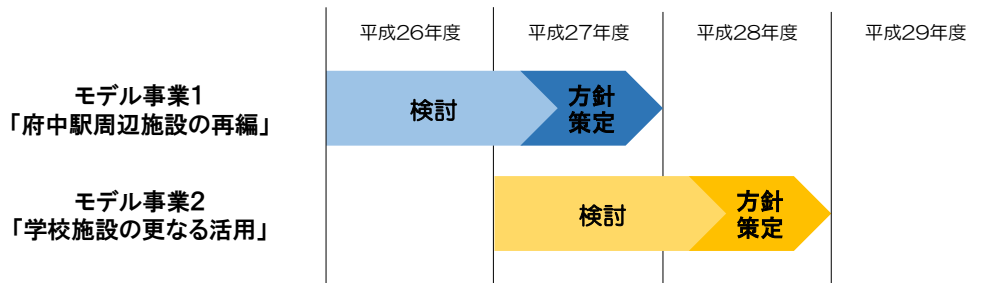 平成26年度
平成27年度
平成28年度
平成29年度
モデル事業1
「府中駅周辺施設の再編」
検討
方針
策定
モデル事業2
「学校施設の更なる活用」
検討
方針
策定